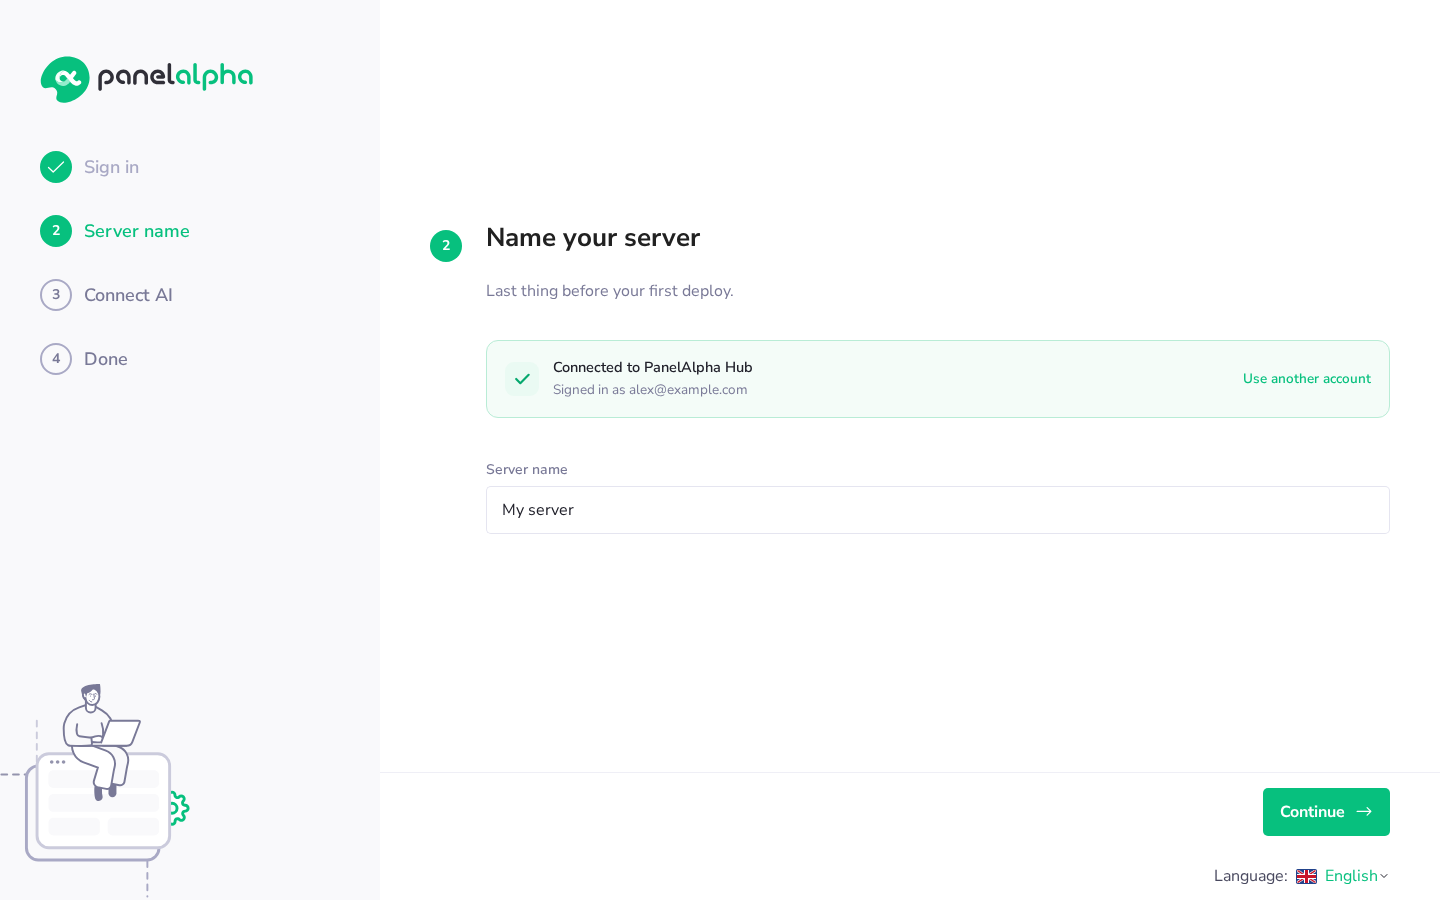 panelalpha
Sign in
2 Server name
3 Connect AI
4 Done
2 Name your server
Last thing before your first deploy.
Connected to PanelAlpha Hub
Signed in as alex@example.com
Use another account
Server name
My server
Continue
Language: English